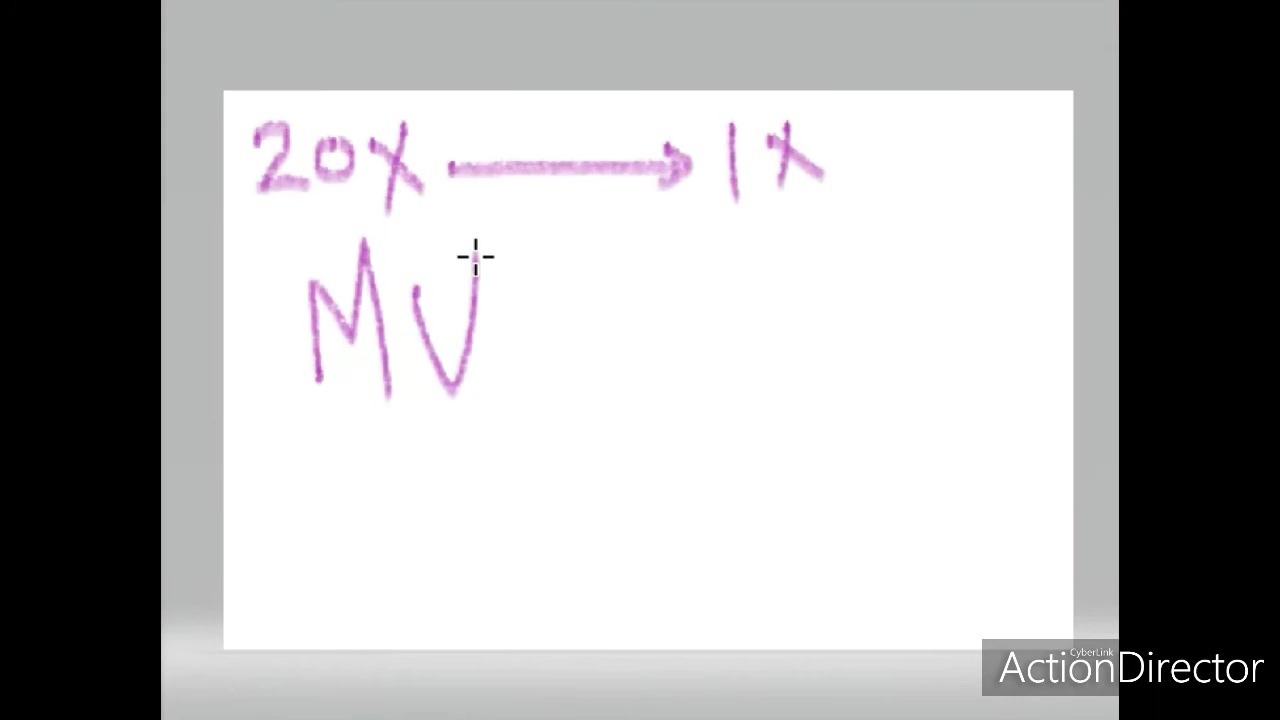 20X → 1X
MV
CyberLink
ActionDirector